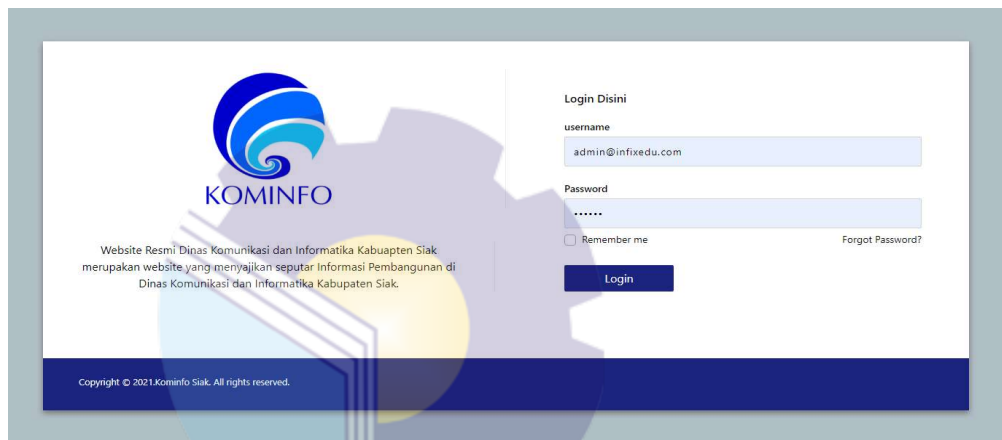 KOMINFO
Website Resmi Dinas Komunikasi dan Informatika Kabuapten Siak
merupakan website yang menyajikan seputar Informasi Pembangunan di
Dinas Komunikasi dan Informatika Kabupaten Siak.
Login Disini
username
admin@infixedu.com
Password
••••••
Remember me
Forgot Password?
Login
Copyright © 2021.Kominfo Siak. All rights reserved.